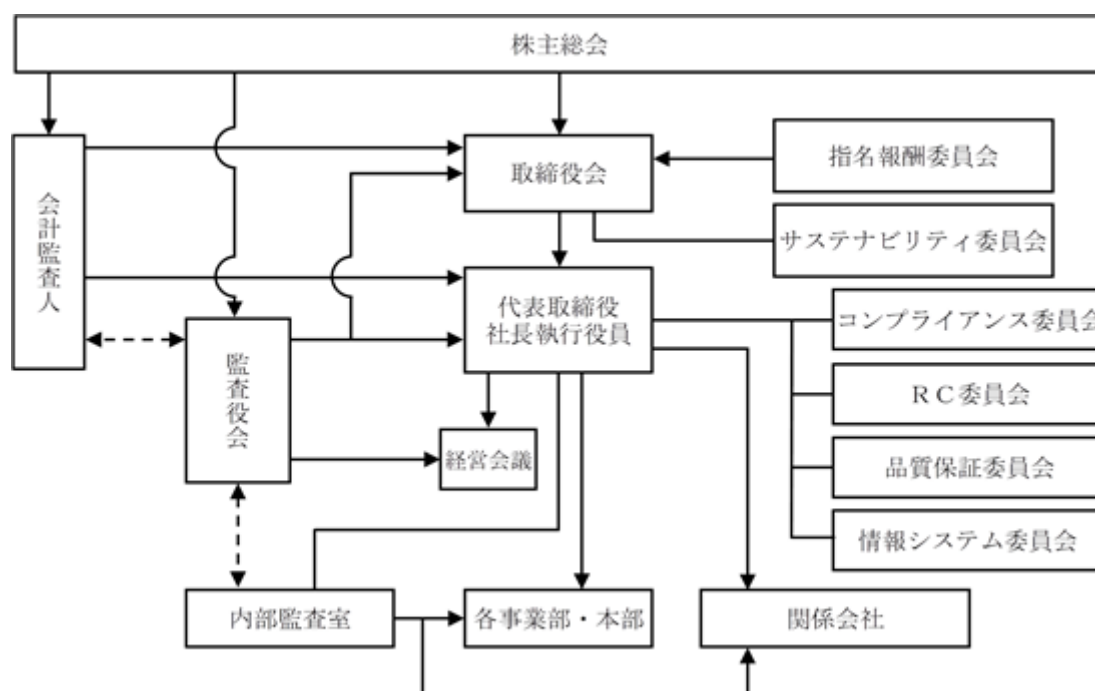 株主総会
会計監査人
取締役会
指名報酬委員会
サステナビリティ委員会
代表取締役
社長執行役員
監査役会
コンプライアンス委員会
ＲＣ委員会
経営会議
品質保証委員会
情報システム委員会
内部監査室
各事業部・本部
関係会社